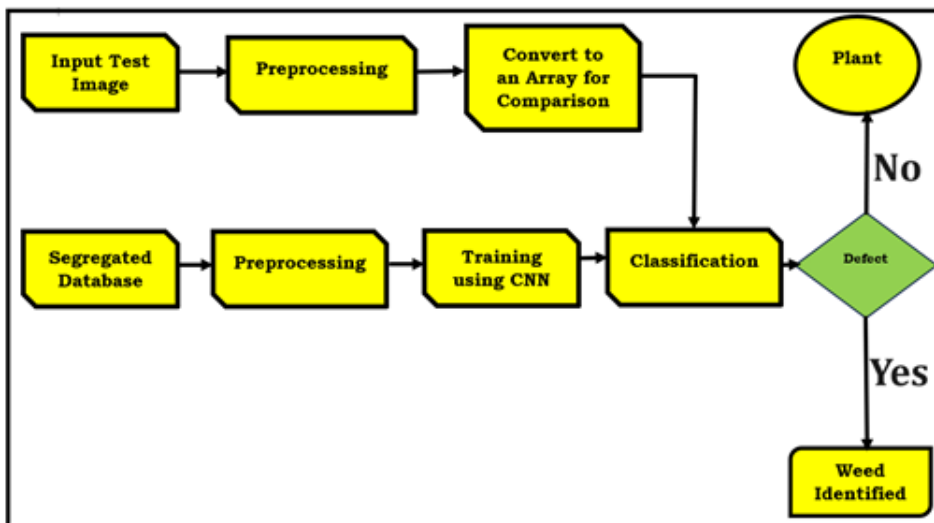 Input Test
Image
Preprocessing
Convert to
an Array for
Comparison
Plant
No
Segregated
Database
Preprocessing
Training
using CNN
Classification
Defect
Yes
Weed
Identified